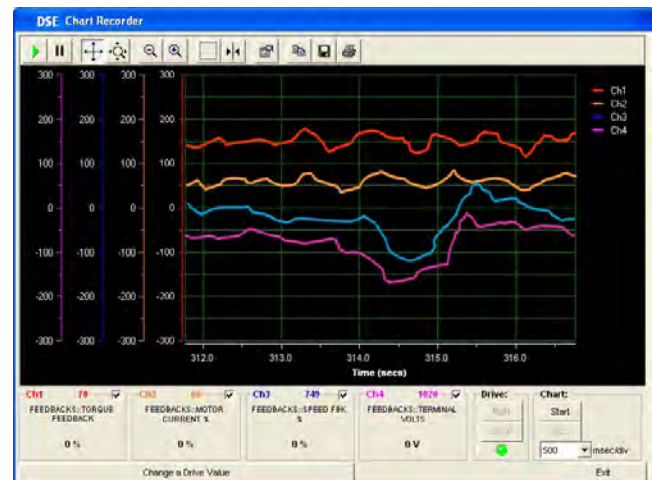 DSE Chart Recorder
300 300 300 300
200 200 200 200
100 100 100 100
0 0 0 0
-100 -100 -100 -100
-200 -200 -200 -200
-300 -300 -300 -300
Ch1
Ch2
Ch3
Ch4
312.0 313.0 314.0 315.0 316.0
Time (secs)
Ch1 70 Ch2 Ch3 749 Ch4 1020 Drive: Chart:
FEEDBACKS::TORQUE FEEDBACKS::MOTOR FEEDBACKS::SPEED FBK FEEDBACKS::TERMINAL Start
FEEDBACK CURRENT % % VOLTS
0 % 0 % 0 % 0 V
500 msec/div
Change a Drive Value Exit